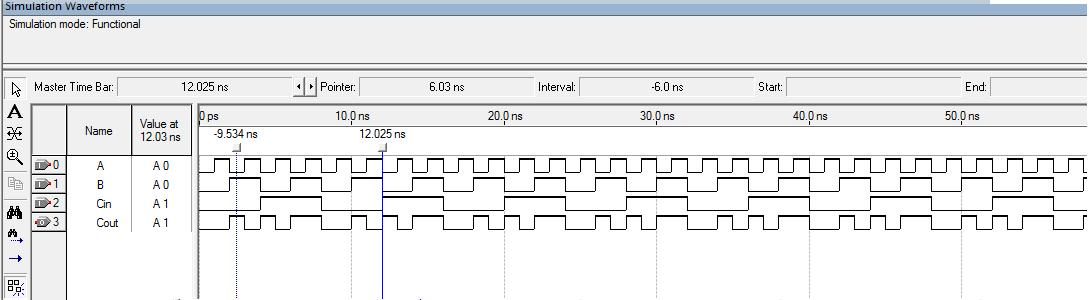 Simulation Waveforms
Simulation mode: Functional
Master Time Bar: 12.025 ns Pointer: 6.03 ns Interval: -6.0 ns Start: End:
A
Name Value at 12.03 ns
0 ps 10.0 ns 20.0 ns 30.0 ns 40.0 ns 50.0 ns
-9.534 ns 12.025 ns
0 A A 0
1 B A 0
2 Cin A 1
3 Cout A 1